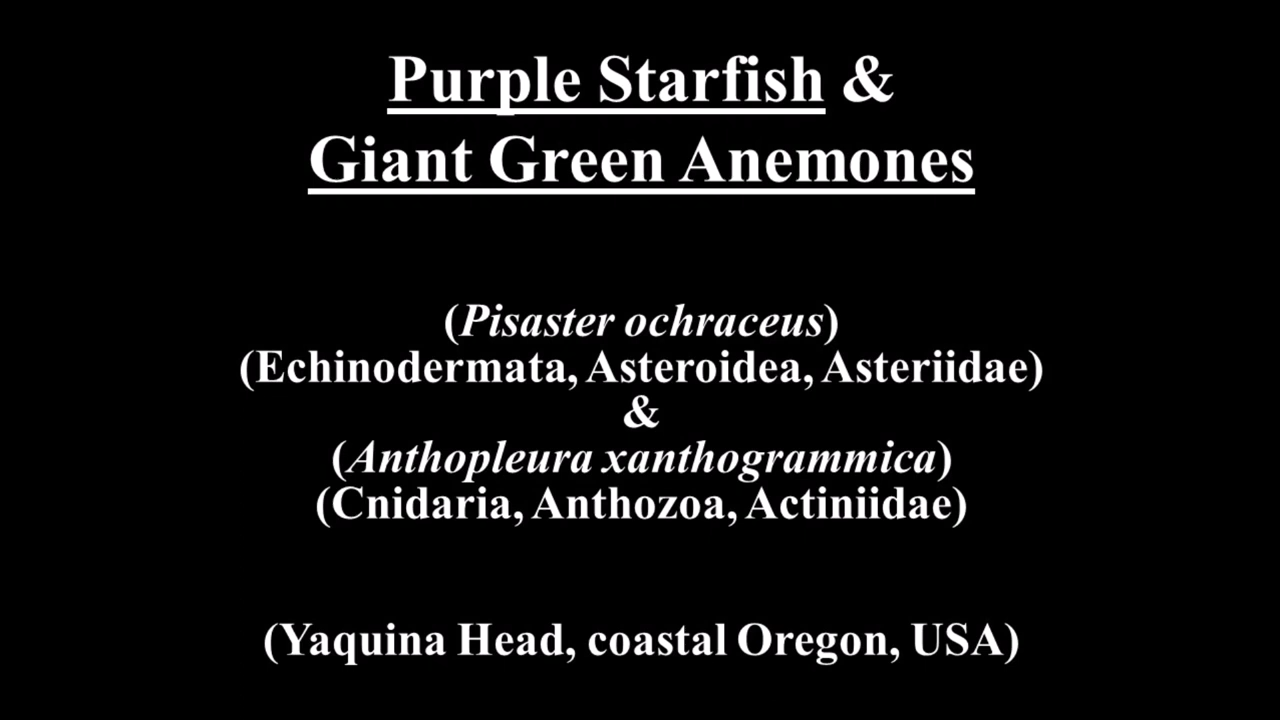 Purple Starfish &
Giant Green Anemones
(Pisaster ochraceus)
(Echinodermata, Asteroidea, Asteriidae)
&
(Anthopleura xanthogrammica)
(Cnidaria, Anthozoa, Actiniidae)
(Yaquina Head, coastal Oregon, USA)